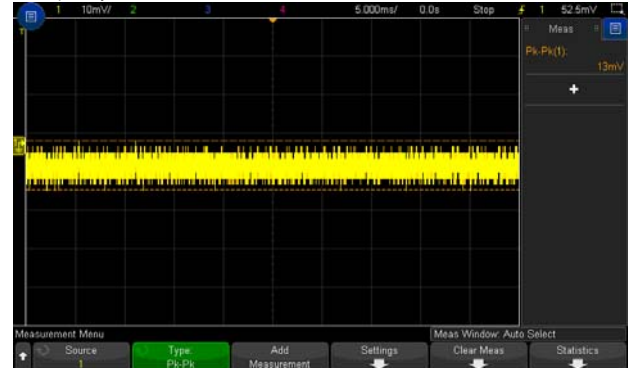 1 10mV/ 2 3 4 5.000ms/ 0.0s Stop 1 52.5mV
Meas
Pk-Pk(1):
13mV
Measurement Menu
Meas Window: Auto Select
Source
1
Type:
Pk-Pk
Add
Measurement
Settings
Clear Meas
Statistics